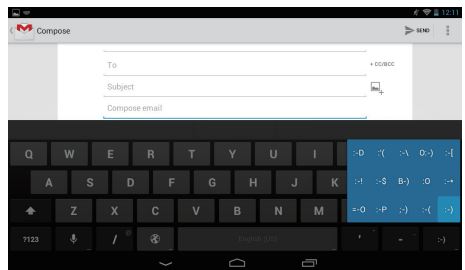 12:11
Compose SEND
To + CC/BCC
Subject
Compose email
Q W E R T Y U I :-D :'( :-\ O:-) :-[
A S D F G H J K :-! :-$ B-) :O :-*
Z X C V B N M =-O :-P ;-) :-( :-)
?123 / @ English (US) ' - :-)